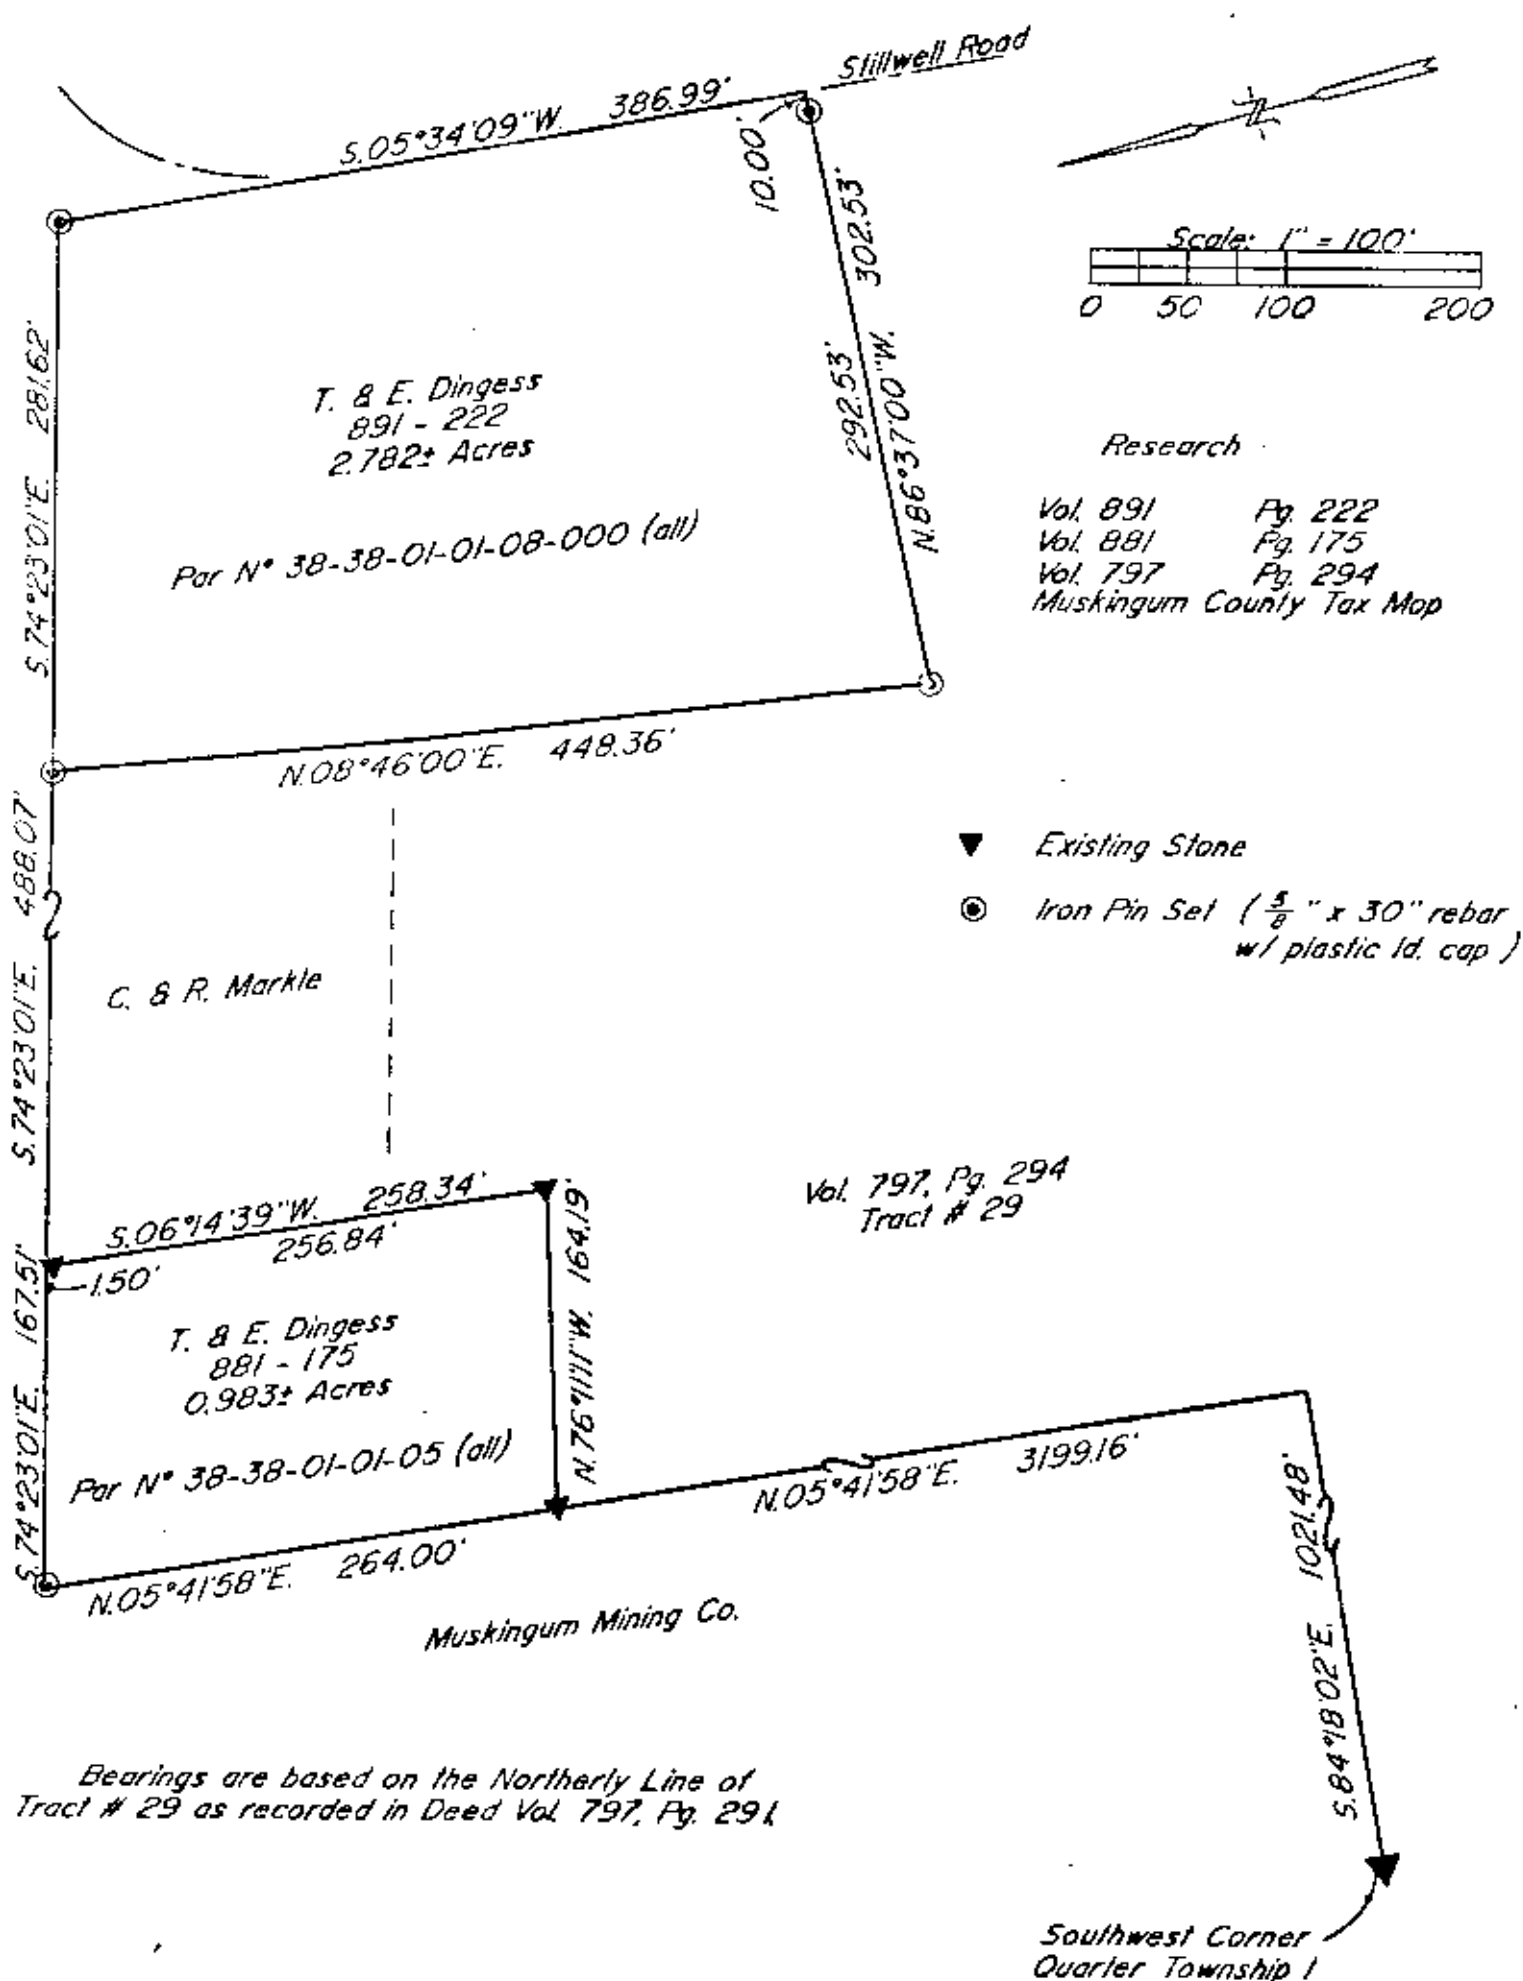 Stillwell Road
S.05°34'09"W. 386.99'
10.00'
302.53'
292.53'
N.86°37'00"W.
Scale: 1" = 100'
0 50 100 200
S.74°23'01"E. 281.62'
T. & E. Dingess
891 - 222
2.782± Acres
Par Nº 38-38-01-01-08-000 (all)
Research
Vol. 891 Pg. 222
Vol. 881 Pg. 175
Vol. 797 Pg. 294
Muskingum County Tax Map
N.08°46'00"E. 448.36'
S.74°23'01"E. 488.07'
Existing Stone
Iron Pin Set ( 5/8 " x 30" rebar
w/ plastic Id. cap )
C. & R. Markle
S.06°14'39"W. 258.34'
256.84'
1.50'
N.76°11'11"W. 164.19'
Vol. 797, Pg. 294
Tract # 29
S.74°23'01"E. 167.51'
T. & E. Dingess
881 - 175
0.983± Acres
Par Nº 38-38-01-01-05 (all)
N.05°41'58"E. 264.00'
N.05°41'58"E. 3199.16'
S.84°18'02"E. 1021.48'
Muskingum Mining Co.
Bearings are based on the Northerly Line of
Tract # 29 as recorded in Deed Vol. 797, Pg.
Southwest Corner
Quarter Township 1